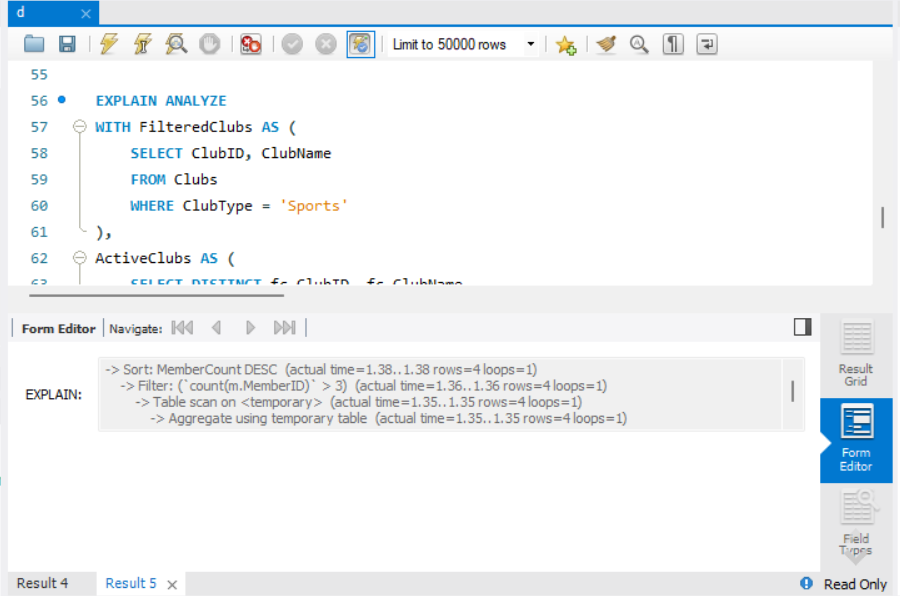 d
Limit to 50000 rows
55
56 EXPLAIN ANALYZE
57 WITH FilteredClubs AS (
58 SELECT ClubID, ClubName
59 FROM Clubs
60 WHERE ClubType = 'Sports'
61 ),
62 ActiveClubs AS (
63 SELECT DISTINCT fc.ClubID, fc.ClubName
Form Editor Navigate:
EXPLAIN:
-> Sort: MemberCount DESC (actual time=1.38..1.38 rows=4 loops=1)
-> Filter: (`count(m.MemberID)` > 3) (actual time=1.36..1.36 rows=4 loops=1)
-> Table scan on <temporary> (actual time=1.35..1.35 rows=4 loops=1)
-> Aggregate using temporary table (actual time=1.35..1.35 rows=4 loops=1)
Result
Grid
Form
Editor
Field
Types
Result 4
Result 5
Read Only